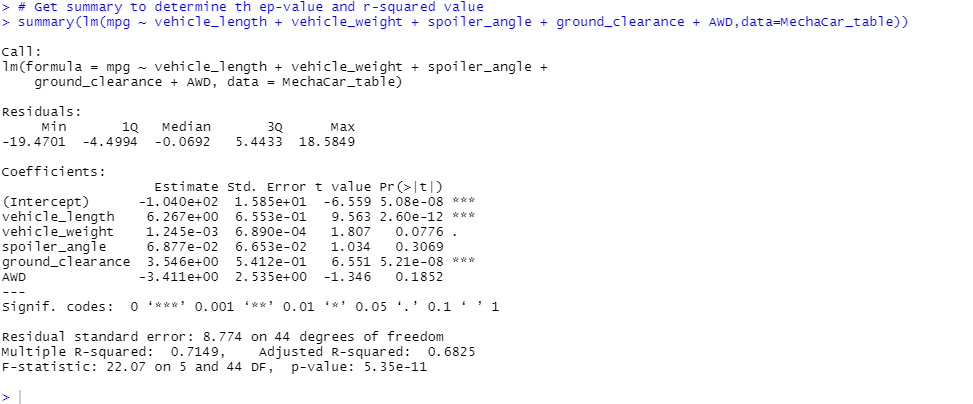 > # Get summary to determine th ep-value and r-squared value
> summary(lm(mpg ~ vehicle_length + vehicle_weight + spoiler_angle + ground_clearance + AWD,data=MechaCar_table))
Call:
lm(formula = mpg ~ vehicle_length + vehicle_weight + spoiler_angle +
    ground_clearance + AWD, data = MechaCar_table)
Residuals:
     Min       1Q   Median       3Q      Max
-19.4701  -4.4994  -0.0692   5.4433  18.5849
Coefficients:
                   Estimate Std. Error t value Pr(>|t|)
(Intercept)      -1.040e+02  1.585e+01  -6.559 5.08e-08 ***
vehicle_length    6.267e+00  6.553e-01   9.563 2.60e-12 ***
vehicle_weight    1.245e-03  6.890e-04   1.807   0.0776 .
spoiler_angle     6.877e-02  6.653e-02   1.034   0.3069
ground_clearance  3.546e+00  5.412e-01   6.551 5.21e-08 ***
AWD              -3.411e+00  2.535e+00  -1.346   0.1852
---
Signif. codes:  0 ‘***’ 0.001 ‘**’ 0.01 ‘*’ 0.05 ‘.’ 0.1 ‘ ’ 1
Residual standard error: 8.774 on 44 degrees of freedom
Multiple R-squared:  0.7149,	Adjusted R-squared:  0.6825
F-statistic: 22.07 on 5 and 44 DF,  p-value: 5.35e-11
>